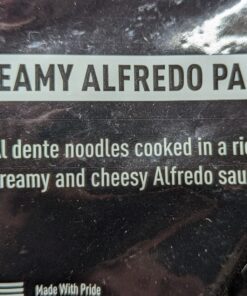 EAMY ALFREDO PA
l dente noodles cooked in a ric
reamy and cheesy Alfredo sau
Made With Pride